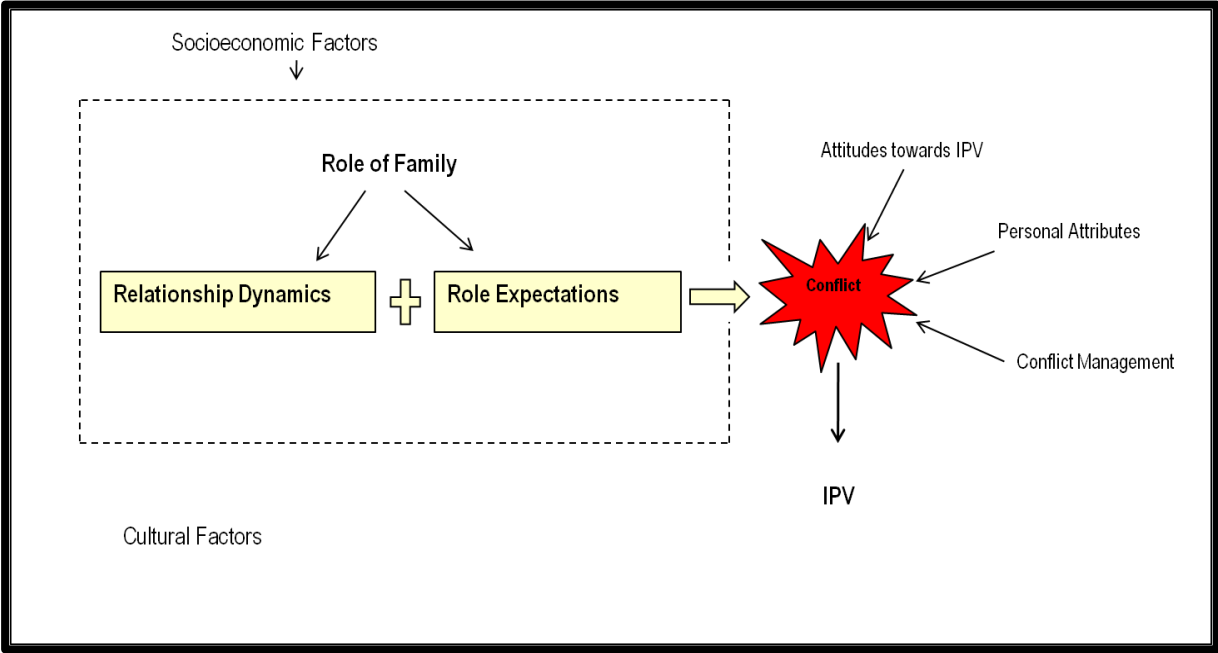 Socioeconomic Factors
Role of Family
Attitudes towards IPV
Personal Attributes
Relationship Dynamics
Role Expectations
Conflict
Conflict Management
IPV
Cultural Factors